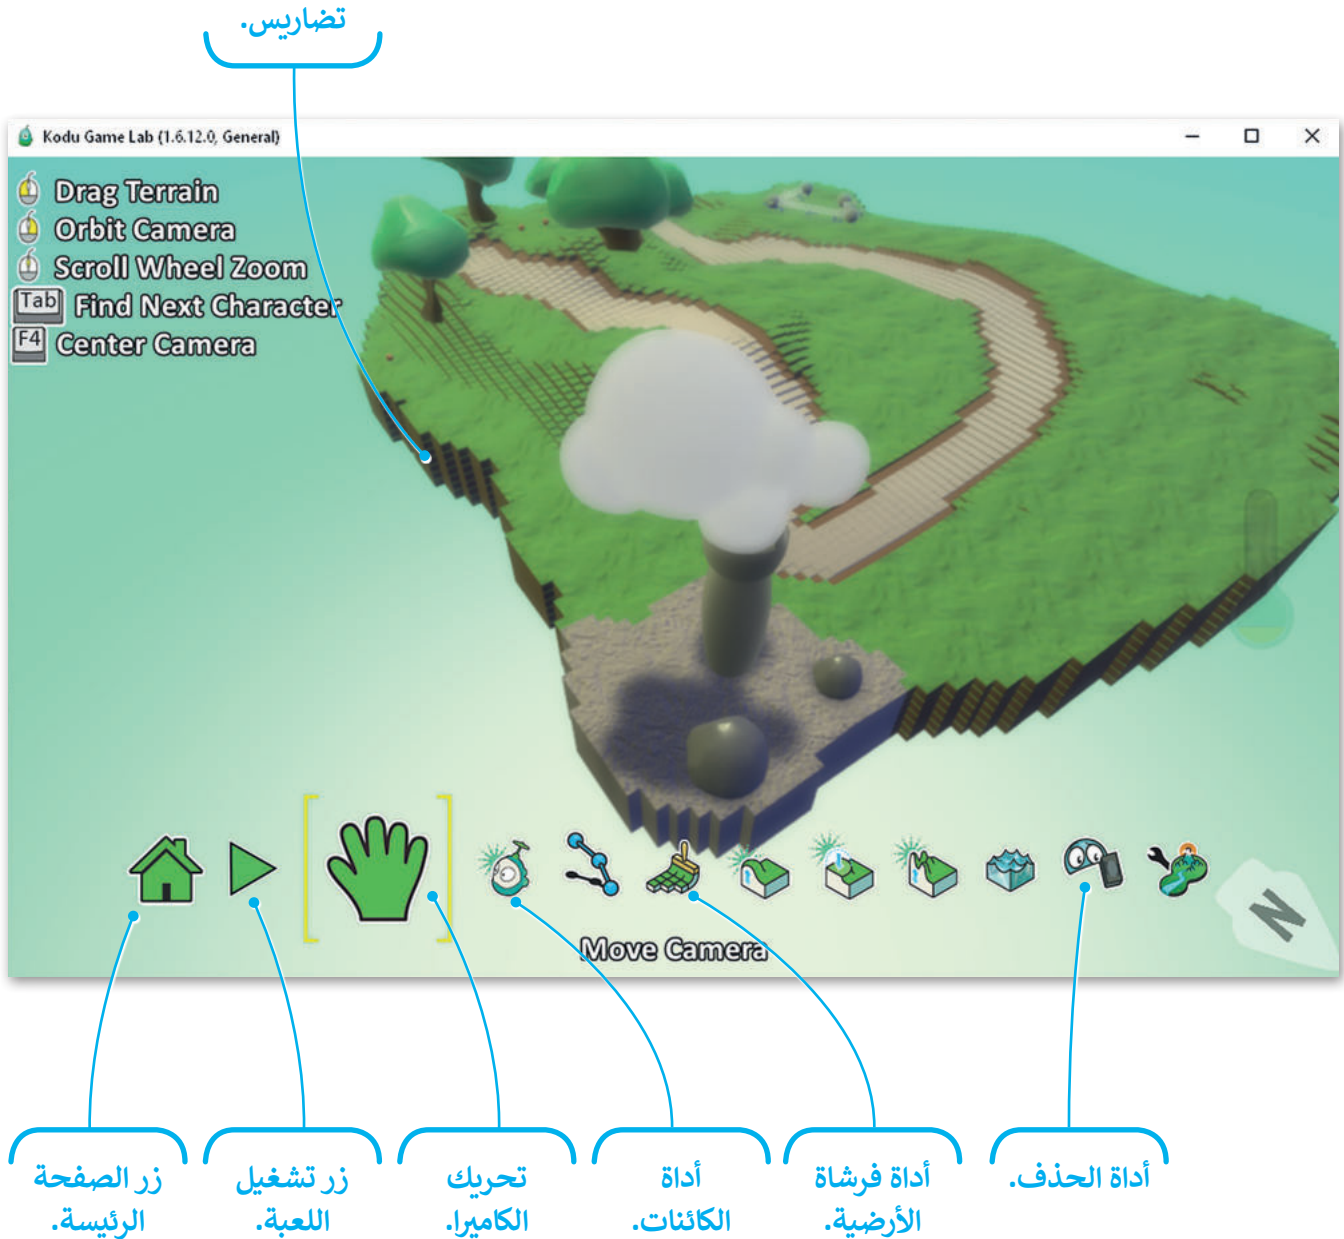 تضاريس.
Kodu Game Lab (1.6.12.0, General)
Drag Terrain
Orbit Camera
Scroll Wheel Zoom
Tab Find Next Character
F4 Center Camera
Move Camera
N
أداة الحذف.
أداة فرشاة
الأرضية.
أداة
الكائنات.
تحريك
الكاميرا.
زر تشغيل
اللعبة.
زر الصفحة
الرئيسة.